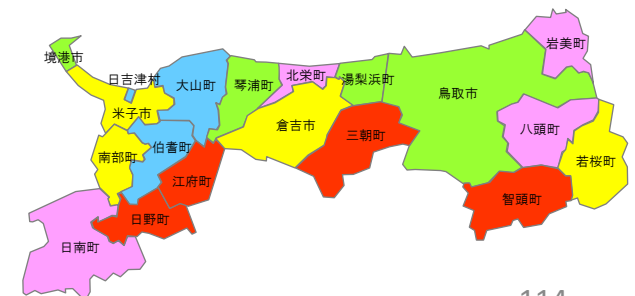 岩美町
境港市
日吉津村
大山町
琴浦町
北栄町
湯梨浜町
鳥取市
米子市
倉吉市
三朝町
八頭町
伯耆町
南部町
若桜町
江府町
智頭町
日野町
日南町
114